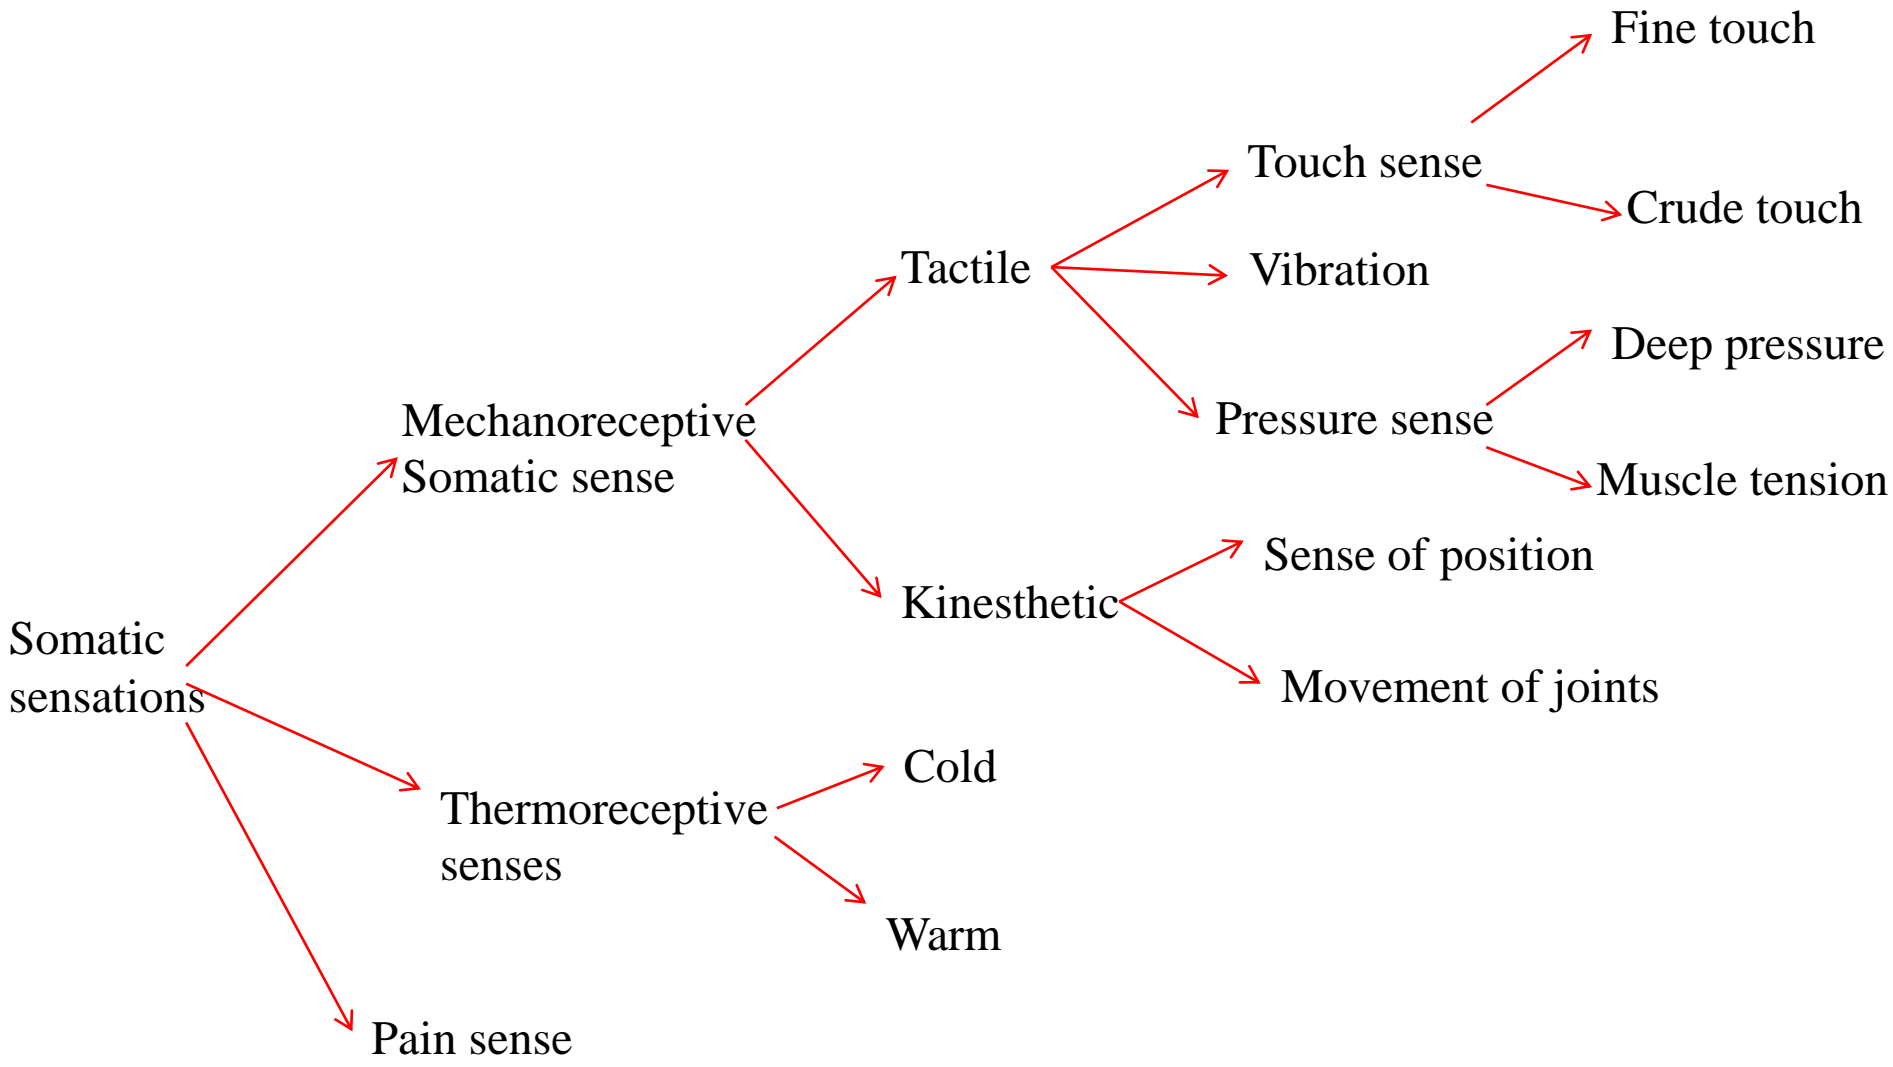 Fine touch
Touch sense
Crude touch
Tactile
Vibration
Deep pressure
Mechanoreceptive
Somatic sense
Pressure sense
Muscle tension
Sense of position
Kinesthetic
Somatic
sensations
Movement of joints
Cold
Thermoreceptive
senses
Warm
Pain sense